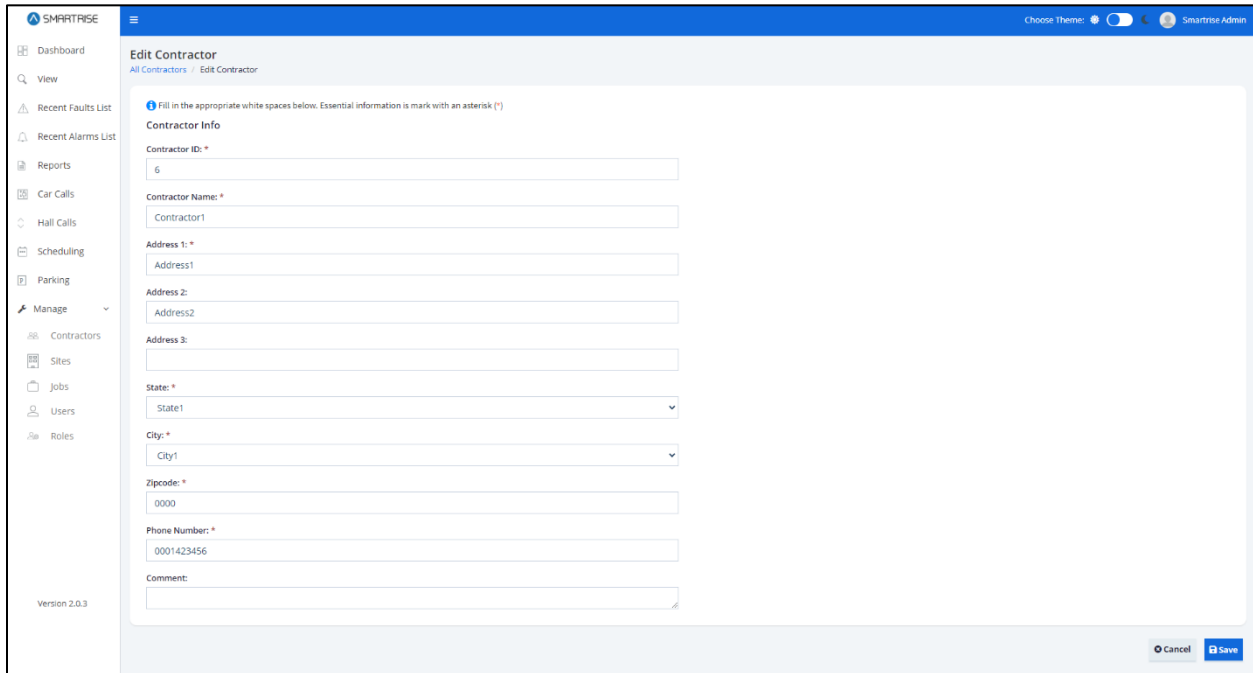 SMARTRISE
Choose Theme:
Smartrise Admin
Dashboard
View
Recent Faults List
Recent Alarms List
Reports
Car Calls
Hall Calls
Scheduling
Parking
Manage
Contractors
Sites
Jobs
Users
Roles
Version 2.0.3
Edit Contractor
All Contractors / Edit Contractor
Fill in the appropriate white spaces below. Essential information is mark with an asterisk (*)
Contractor Info
Contractor ID: *
6
Contractor Name: *
Contractor1
Address 1: *
Address1
Address 2:
Address2
Address 3:
State: *
State1
City: *
City1
Zipcode: *
0000
Phone Number: *
0001423456
Comment:
Cancel
Save